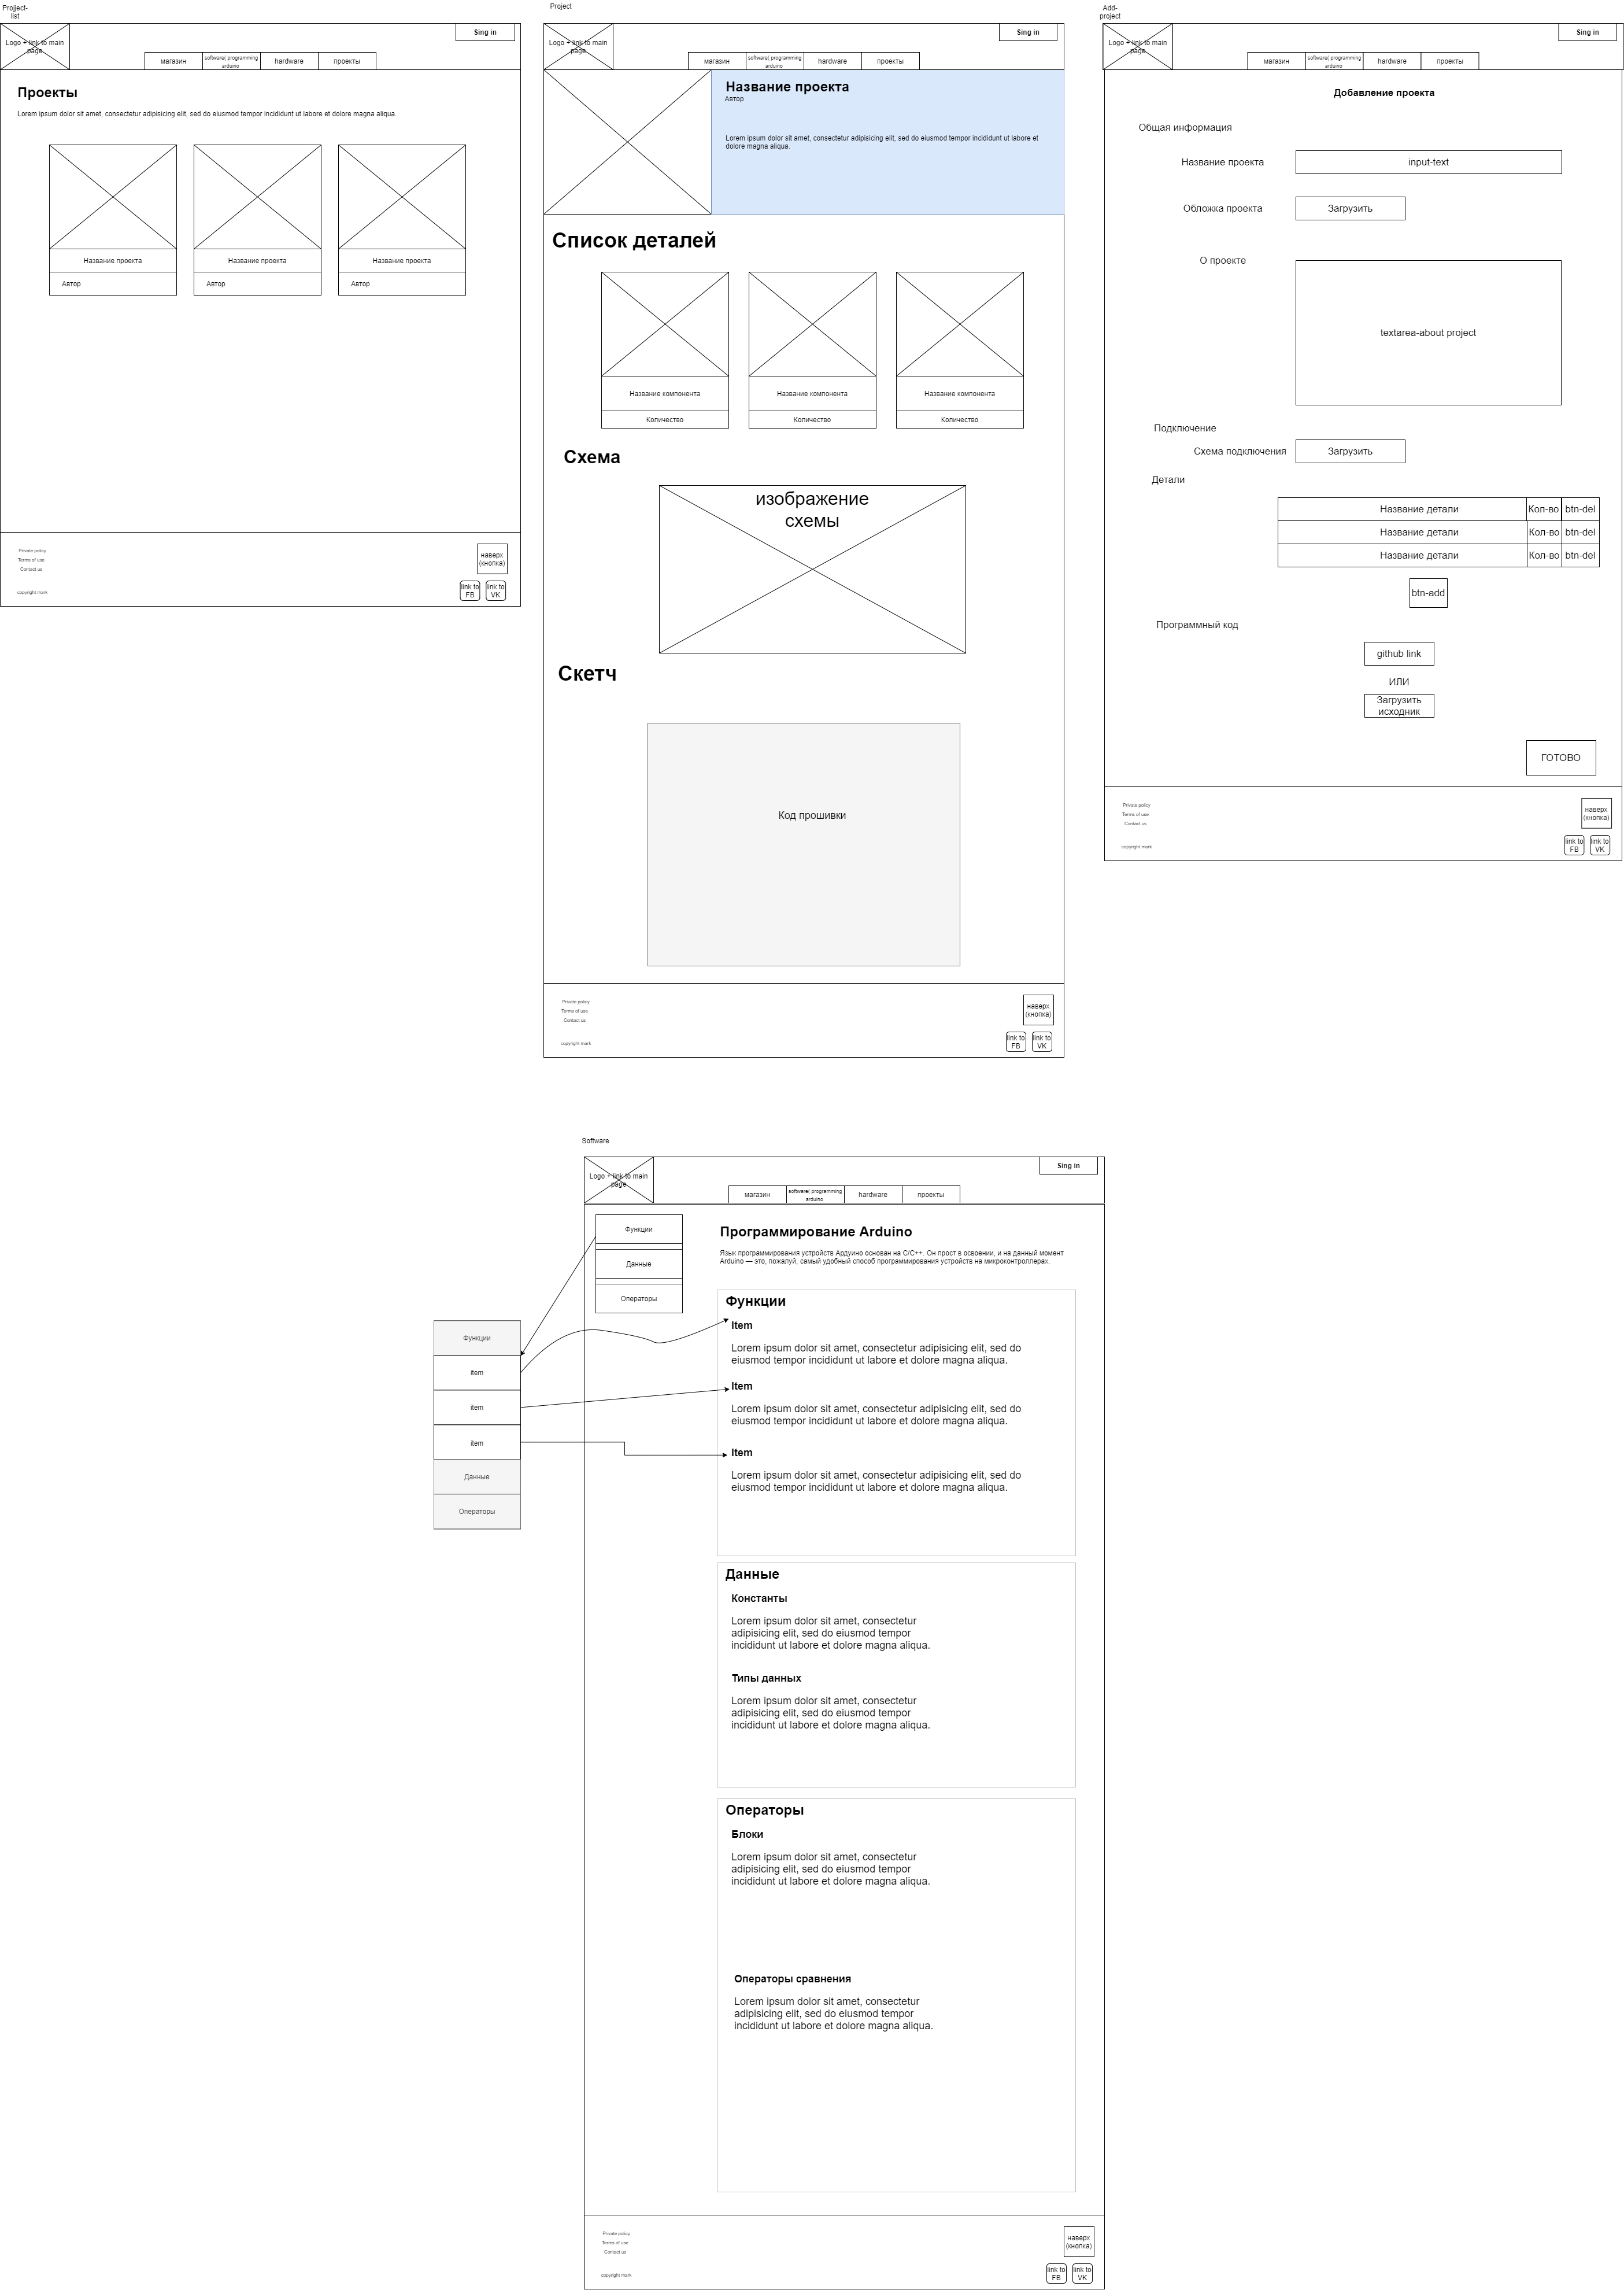 Projject-
list
Sing in
Logo + link to main
page
магазин
software( programming
arduino
hardware
проекты
Проекты
Lorem ipsum dolor sit amet, consectetur adipisicing elit, sed do eiusmod tempor incididunt ut labore et dolore magna aliqua.
Название проекта
Название проекта
Название проекта
Автор
Автор
Автор
Private policy
Terms of use
Contact us
copyright mark
наверх
(кнопка)
link to
FB
link to
VK
Project
Sing in
Logo + link to main
page
магазин
software( programming
arduino
hardware
проекты
Название проекта
Автор
Lorem ipsum dolor sit amet, consectetur adipisicing elit, sed do eiusmod tempor incididunt ut labore et
dolore magna aliqua.
Список деталей
Название компонента
Название компонента
Название компонента
Количество
Количество
Количество
Схема
изображение
схемы
Скетч
Код прошивки
Private policy
Terms of use
Contact us
copyright mark
наверх
(кнопка)
link to
FB
link to
VK
Add-
project
Sing in
Logo + link to main
page
магазин
software( programming
arduino
hardware
проекты
Добавление проекта
Общая информация
Название проекта
input-text
Обложка проекта
Загрузить
О проекте
textarea-about project
Подключение
Схема подключения
Загрузить
Детали
Название детали
Кол-во
btn-del
Название детали
Кол-во
btn-del
Название детали
Кол-во
btn-del
btn-add
Программный код
github link
ИЛИ
Загрузить
исходник
ГОТОВО
Private policy
Terms of use
Contact us
copyright mark
наверх
(кнопка)
link to
FB
link to
VK
Software
Sing in
Logo + link to main
page
магазин
software( programming
arduino
hardware
проекты
Функции
Данные
Операторы
Функции
item
item
item
Данные
Операторы
Программирование Arduino
Язык программирования устройств Ардуино основан на C/C++. Он прост в освоении, и на данный момент
Arduino — это, пожалуй, самый удобный способ программирования устройств на микроконтроллерах.
Функции
Item
Lorem ipsum dolor sit amet, consectetur adipisicing elit, sed do
eiusmod tempor incididunt ut labore et dolore magna aliqua.
Item
Lorem ipsum dolor sit amet, consectetur adipisicing elit, sed do
eiusmod tempor incididunt ut labore et dolore magna aliqua.
Item
Lorem ipsum dolor sit amet, consectetur adipisicing elit, sed do
eiusmod tempor incididunt ut labore et dolore magna aliqua.
Данные
Константы
Lorem ipsum dolor sit amet, consectetur
adipisicing elit, sed do eiusmod tempor
incididunt ut labore et dolore magna aliqua.
Типы данных
Lorem ipsum dolor sit amet, consectetur
adipisicing elit, sed do eiusmod tempor
incididunt ut labore et dolore magna aliqua.
Операторы
Блоки
Lorem ipsum dolor sit amet, consectetur
adipisicing elit, sed do eiusmod tempor
incididunt ut labore et dolore magna aliqua.
Операторы сравнения
Lorem ipsum dolor sit amet, consectetur
adipisicing elit, sed do eiusmod tempor
incididunt ut labore et dolore magna aliqua.
Private policy
Terms of use
Contact us
copyright mark
наверх
(кнопка)
link to
FB
link to
VK